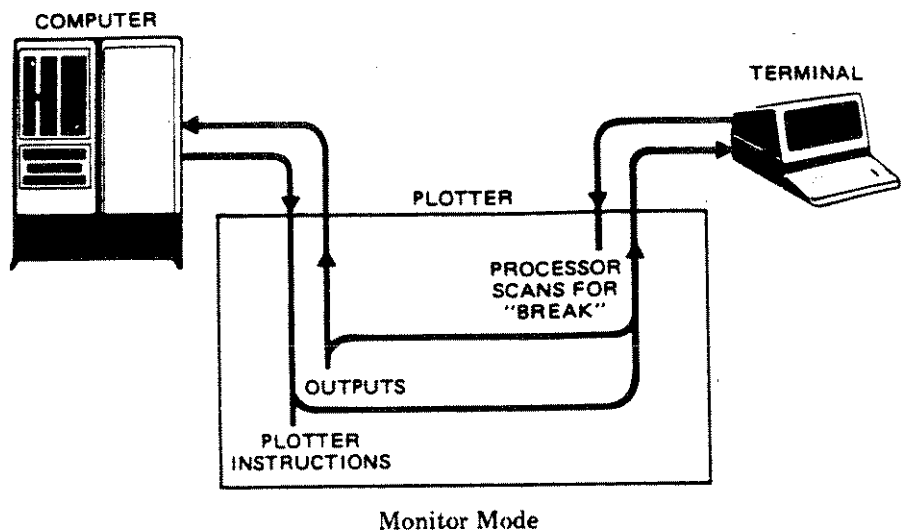 COMPUTER
TERMINAL
PLOTTER
PROCESSOR
SCANS FOR
"BREAK"
OUTPUTS
PLOTTER
INSTRUCTIONS
Monitor Mode